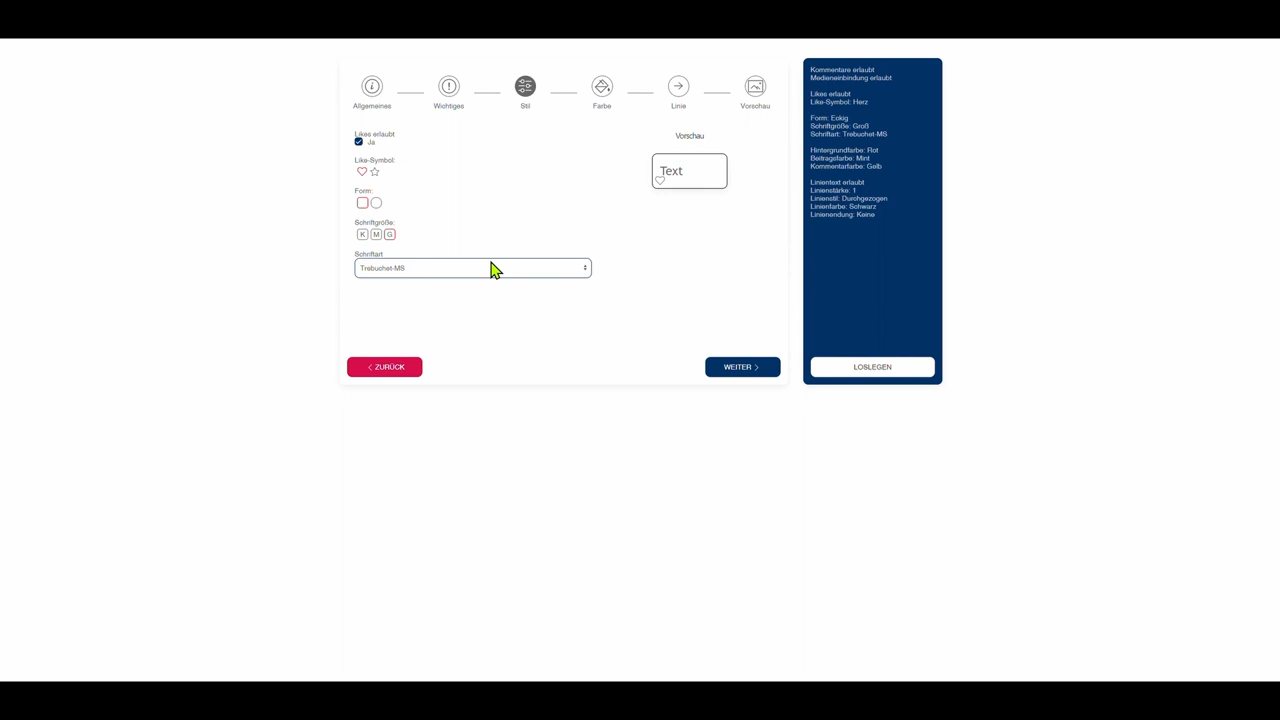 Allgemeines Wichtiges Stil Farbe Linie Vorschau
Likes erlaubt
Ja
Like-Symbol:
Form:
Schriftgröße:
K M G
Schriftart
Trebuchet-MS
Vorschau
Text
ZURÜCK
WEITER
Kommentare erlaubt
Medieneinbindung erlaubt
Likes erlaubt
Like-Symbol: Herz
Form: Eckig
Schriftgröße: Groß
Schriftart: Trebuchet-MS
Hintergrundfarbe: Rot
Beitragsfarbe: Mint
Kommentarfarbe: Gelb
Linientext erlaubt
Linienstärke: 1
Linienstil: Durchgezogen
Linienfarbe: Schwarz
Linienendung: Keine
LOSLEGEN